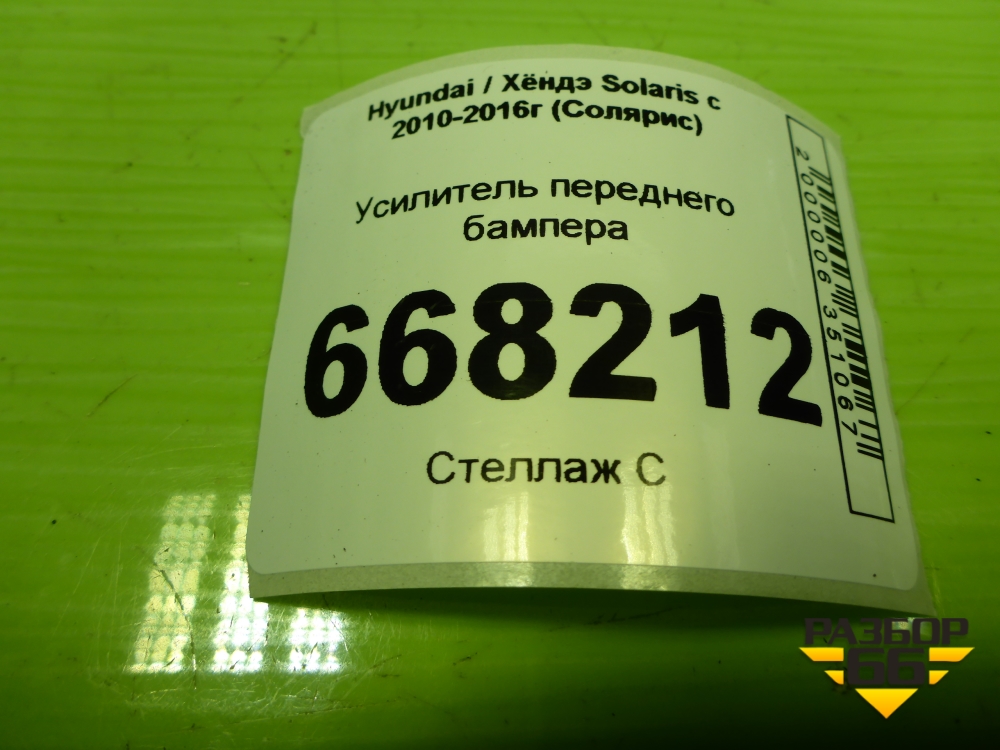 Hyundai / Хёндэ Solaris с
2010-2016г (Солярис)
Усилитель переднего
бампера
668212
Стеллаж С
2000006351067
РАЗБОР
66